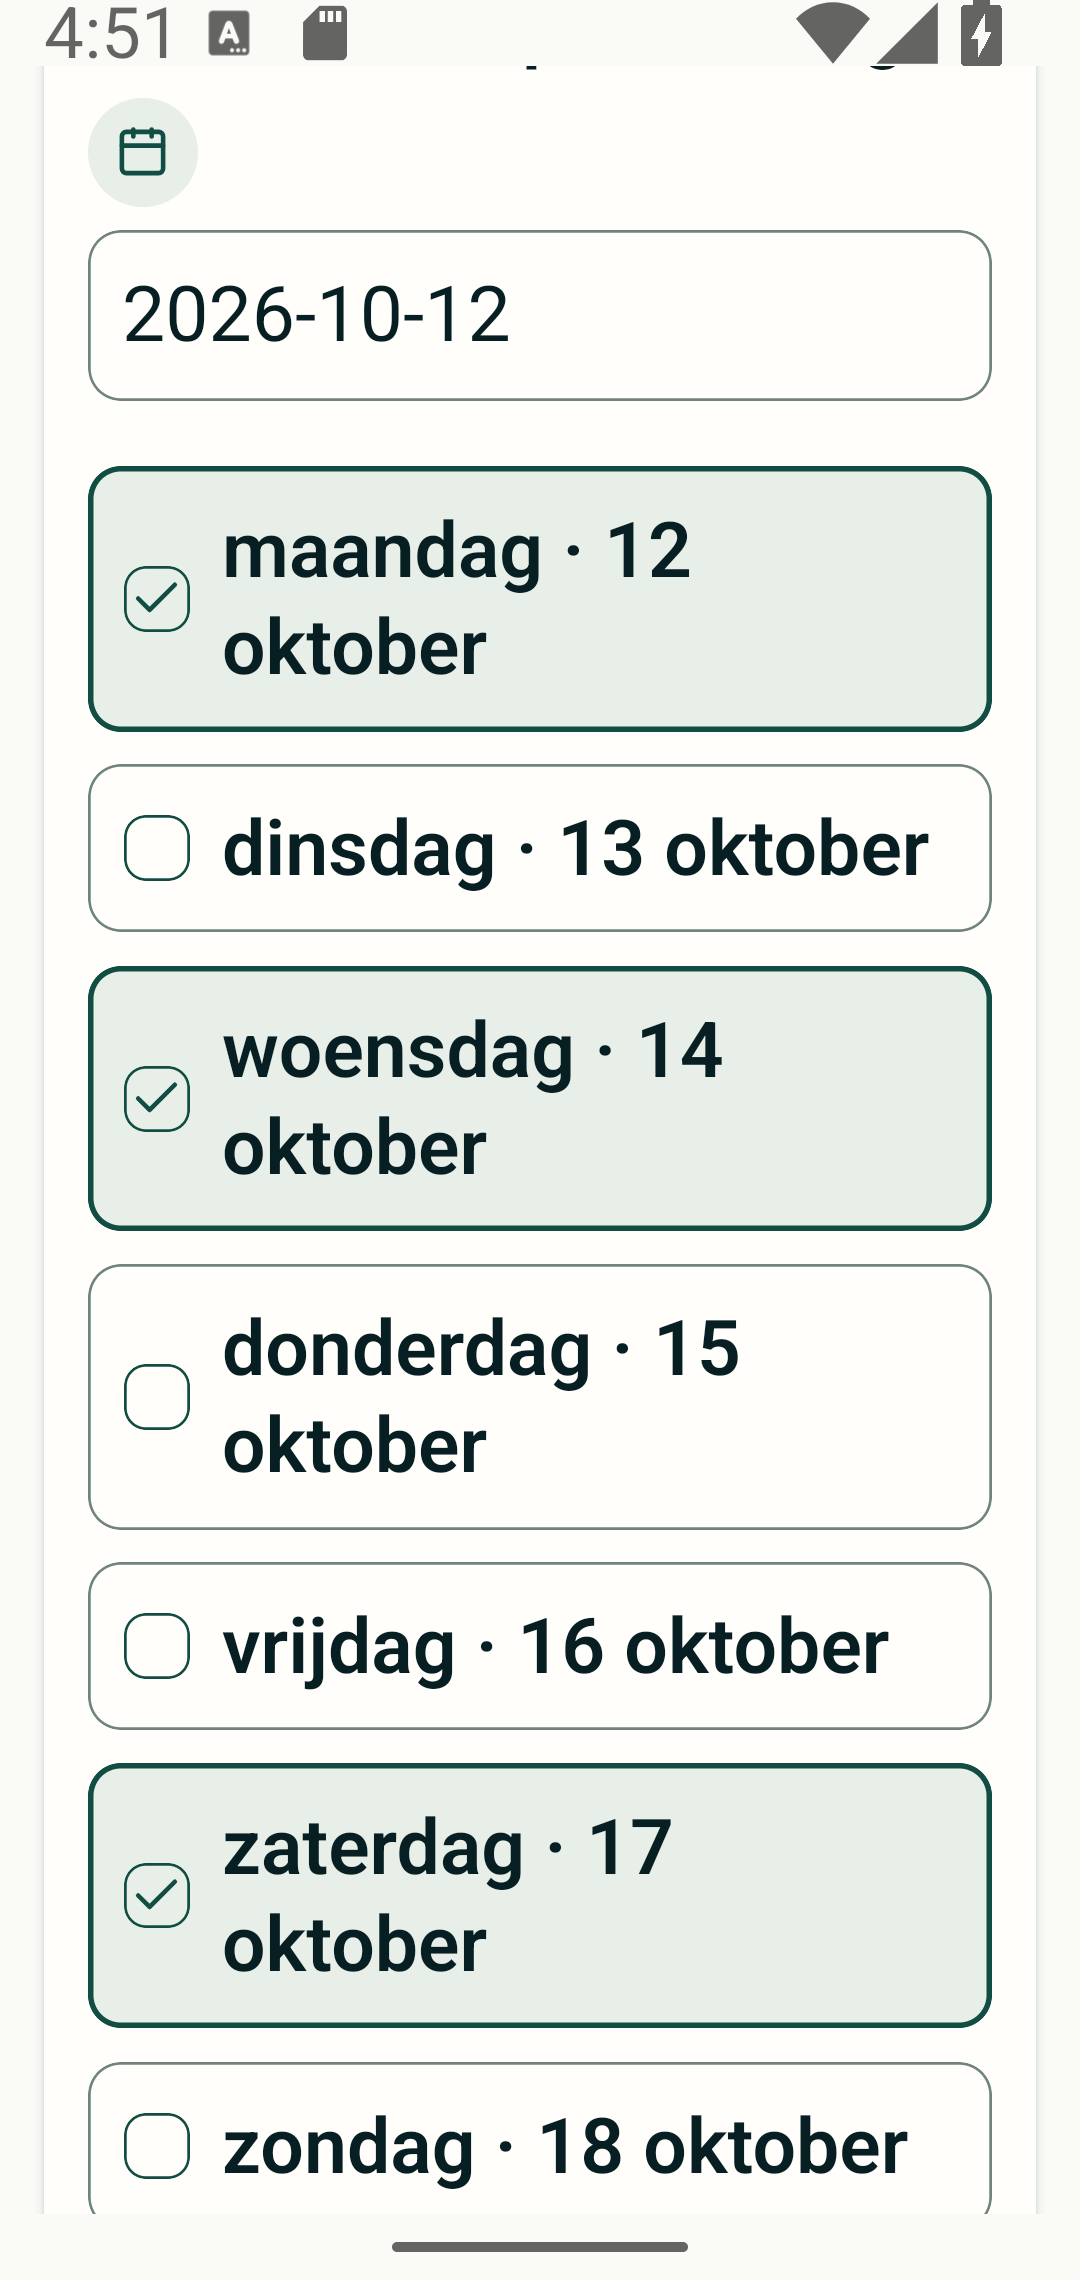 4:51
2026-10-12
maandag · 12
oktober
dinsdag · 13 oktober
woensdag · 14
oktober
donderdag · 15
oktober
vrijdag · 16 oktober
zaterdag · 17
oktober
zondag · 18 oktober